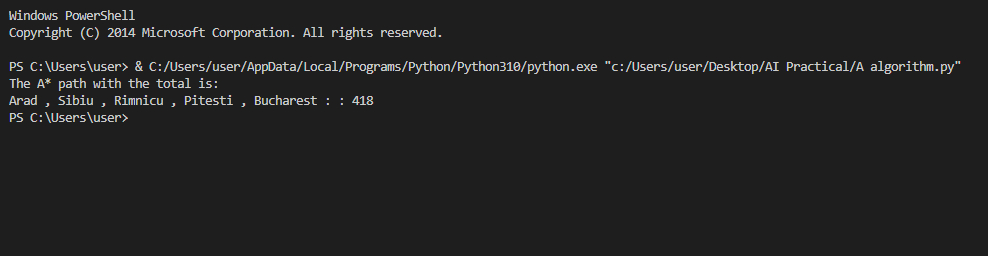 Windows PowerShell
Copyright (C) 2014 Microsoft Corporation. All rights reserved.
PS C:\Users\user> & C:/Users/user/AppData/Local/Programs/Python/Python310/python.exe "c:/Users/user/Desktop/AI Practical/A algorithm.py"
The A* path with the total is:
Arad , Sibiu , Rimnicu , Pitesti , Bucharest : : 418
PS C:\Users\user>